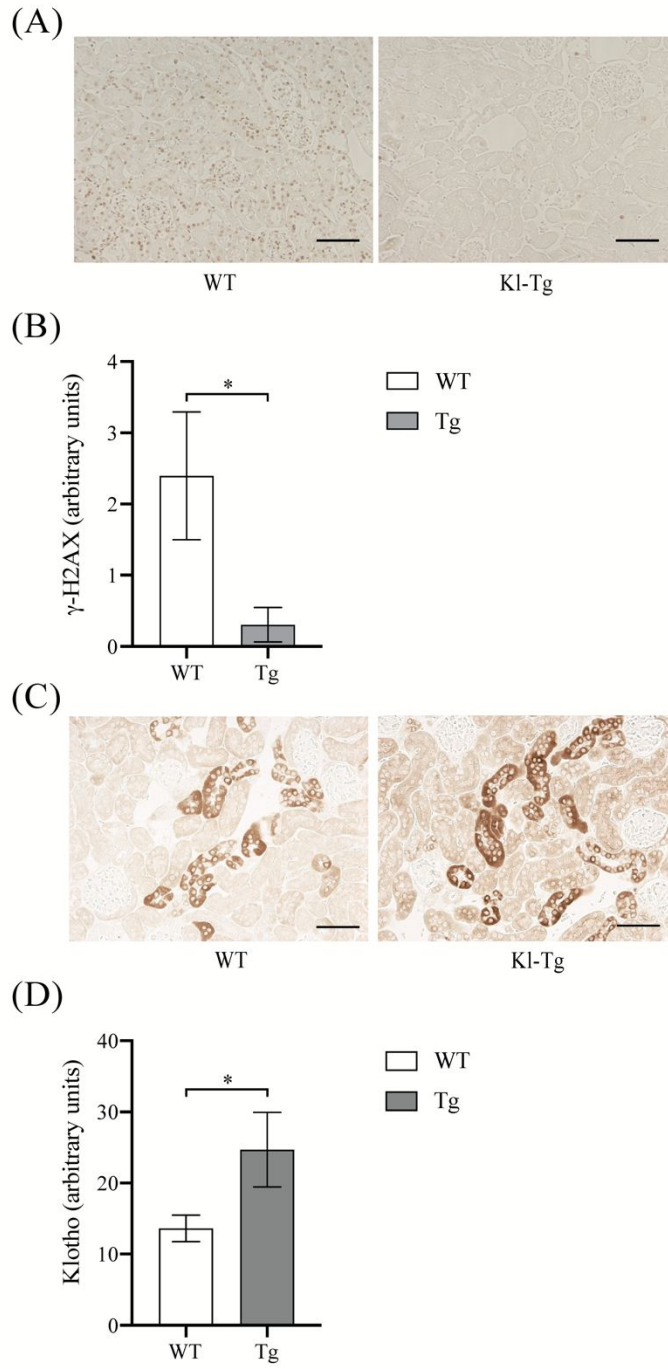 (A)
WT Kl-Tg
(B)
γ-H2AX (arbitrary units)
4
3
2
1
0
*
WT Tg
WT
Tg
(C)
WT Kl-Tg
(D)
Klotho (arbitrary units)
40
30
20
10
0
*
WT Tg
WT
Tg